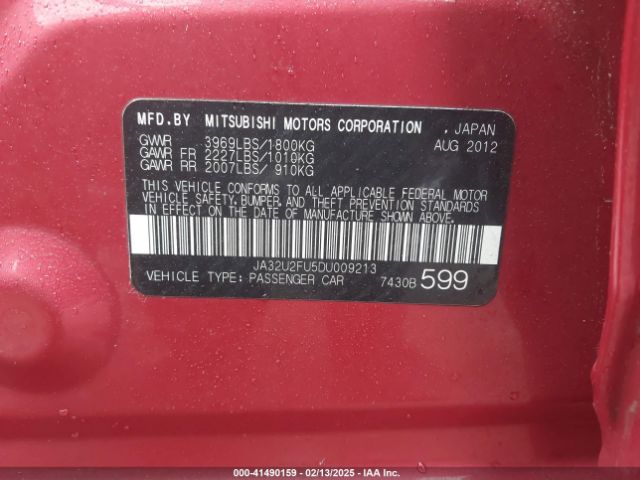 MFD.BY MITSUBISHI MOTORS CORPORATION , JAPAN
GVWR 3969LBS/1800KG AUG 2012
GAWR FR 2227LBS/1010KG
GAWR RR 2007LBS/ 910KG
THIS VEHICLE CONFORMS TO ALL APPLICABLE FEDERAL MOTOR
VEHICLE SAFETY, BUMPER, AND THEFT PREVENTION STANDARDS
IN EFFECT ON THE DATE OF MANUFACTURE SHOWN ABOVE.
JA32U2FU5DU009213
VEHICLE TYPE: PASSENGER CAR 7430B 599
000-41490159 - 02/13/2025 - IAA Inc.